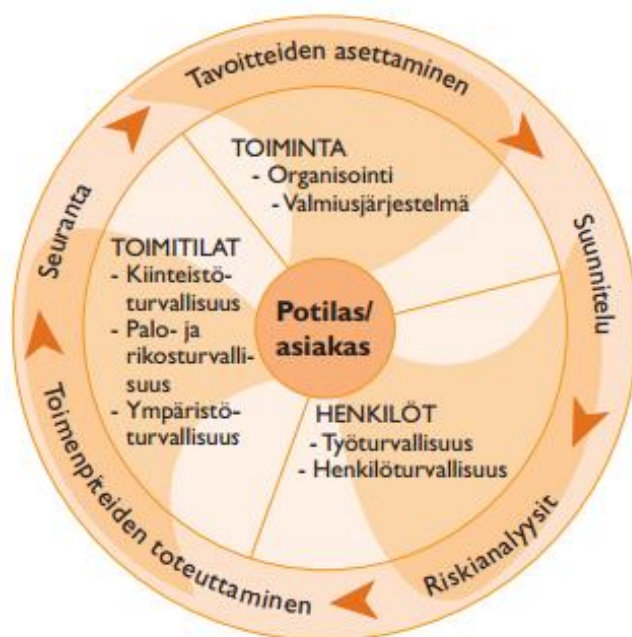 Tavoitteiden asettaminen
Suunnitelu
Riskianalyysit
Toimenpiteiden toteuttaminen
Seuranta
TOIMINTA
- Organisointi
- Valmiusjärjestelmä
TOIMITILAT
- Kiinteistö-
turvallisuus
- Palo- ja
rikosturvalli-
suus
- Ympäristö-
turvallisuus
Potilas/
asiakas
HENKILÖT
- Työturvallisuus
- Henkilöturvallisuus